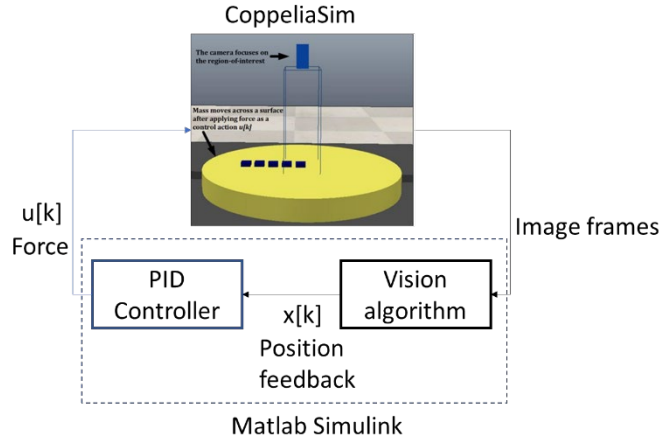 CoppeliaSim
The camera focuses on
the region-of-interest
Mass moves across a surface
after applying force as a
control action u[k]
u[k]
Force
Image frames
PID
Controller
Vision
algorithm
x[k]
Position
feedback
Matlab Simulink